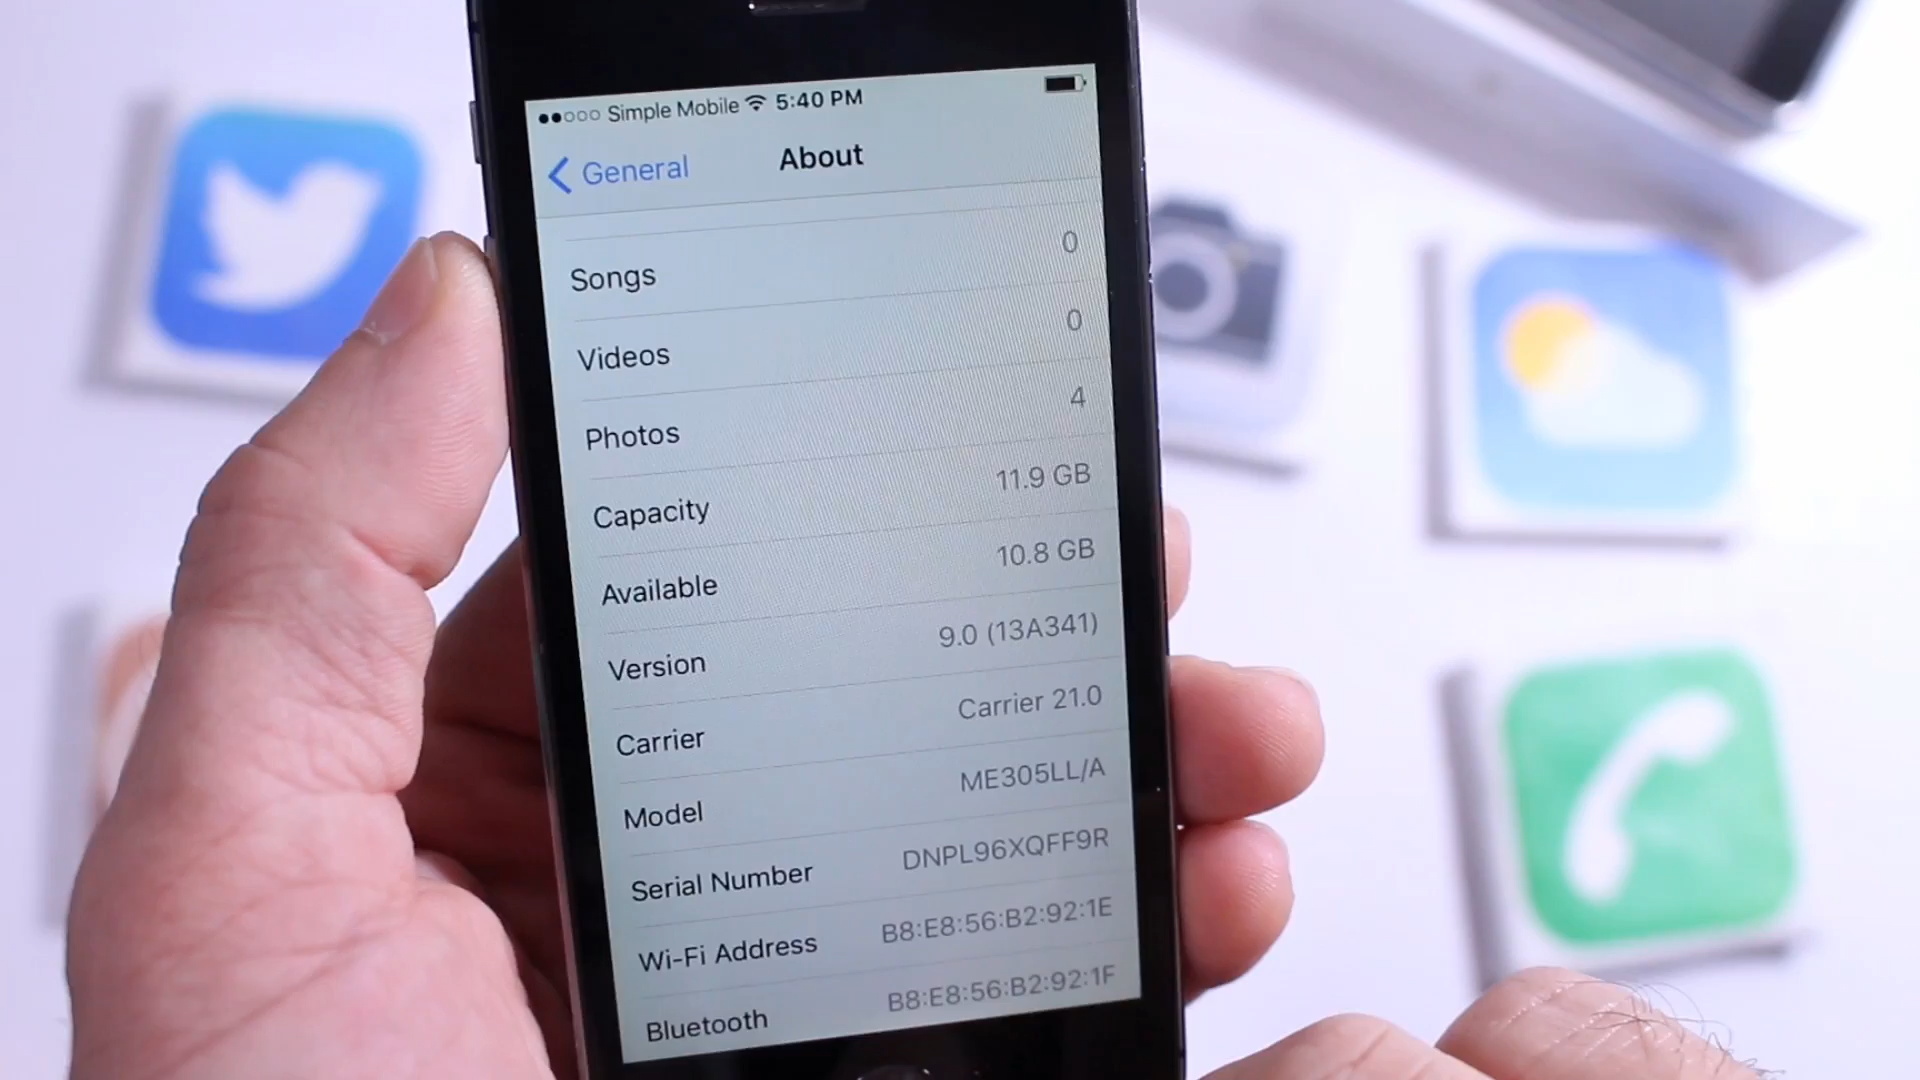 Simple Mobile 5:40 PM
General About
Songs 0
Videos 0
Photos 4
Capacity 11.9 GB
Available 10.8 GB
Version 9.0 (13A341)
Carrier Carrier 21.0
Model ME305LL/A
Serial Number DNPL96XQFF9R
Wi-Fi Address B8:E8:56:B2:92:1E
Bluetooth B8:E8:56:B2:92:1F